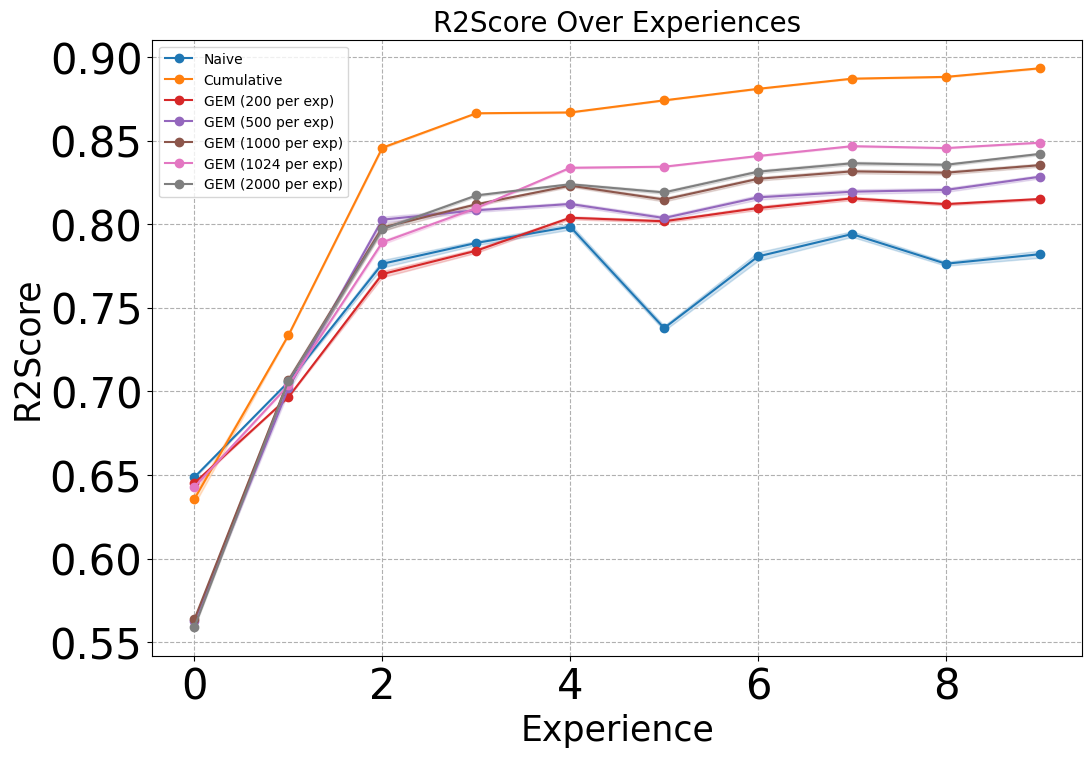 R2Score Over Experiences
Naive
Cumulative
GEM (200 per exp)
GEM (500 per exp)
GEM (1000 per exp)
GEM (1024 per exp)
GEM (2000 per exp)
0.90
0.85
0.80
0.75
0.70
0.65
0.60
0.55
R2Score
0 2 4 6 8
Experience